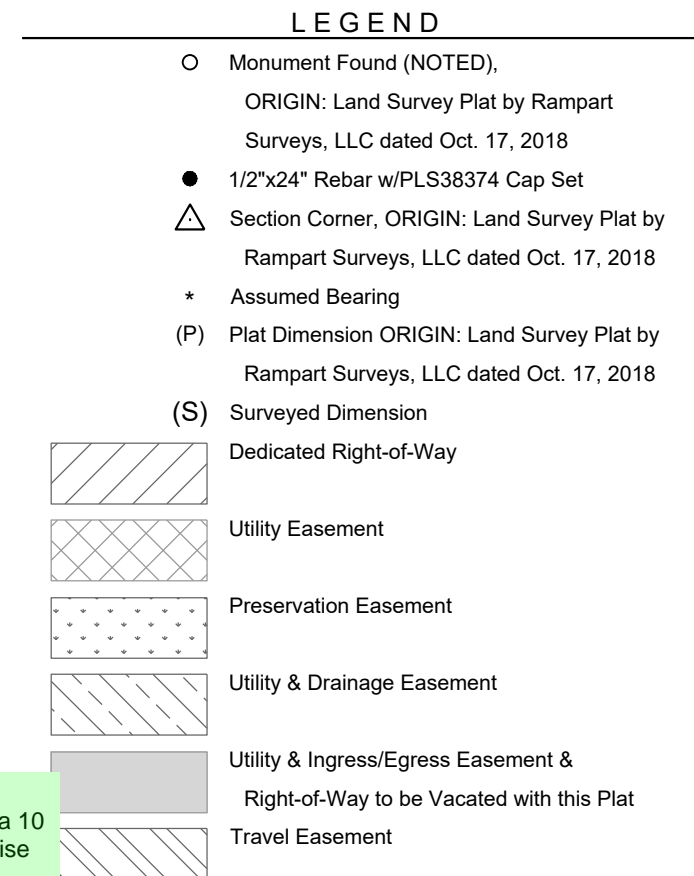 LEGEND
Monument Found (NOTED),
ORIGIN: Land Survey Plat by Rampart
Surveys, LLC dated Oct. 17, 2018
1/2"x24" Rebar w/PLS38374 Cap Set
Section Corner, ORIGIN: Land Survey Plat by
Rampart Surveys, LLC dated Oct. 17, 2018
* Assumed Bearing
(P) Plat Dimension ORIGIN: Land Survey Plat by
Rampart Surveys, LLC dated Oct. 17, 2018
(S) Surveyed Dimension
Dedicated Right-of-Way
Utility Easement
Preservation Easement
Utility & Drainage Easement
Utility & Ingress/Egress Easement &
Right-of-Way to be Vacated with this Plat
a 10
ise
Travel Easement